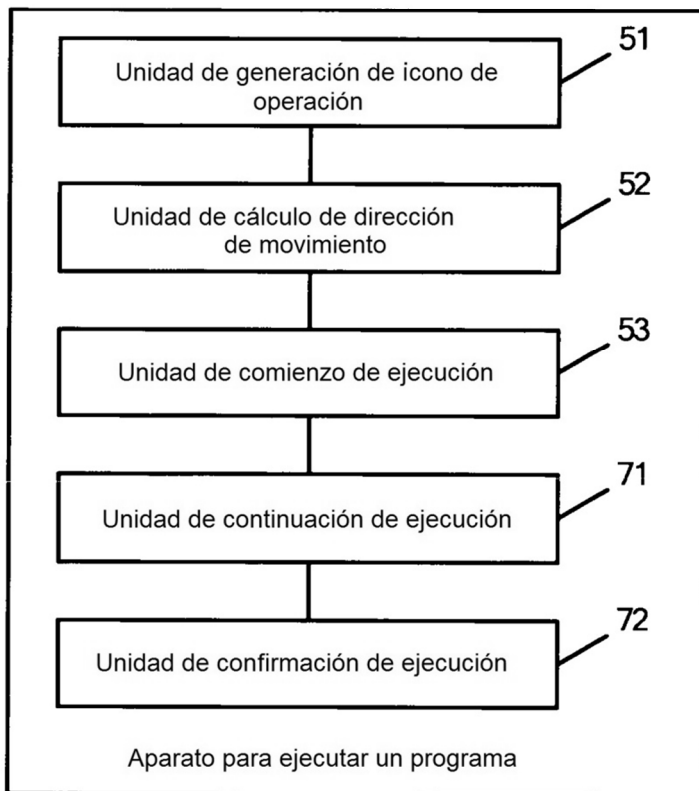 51
Unidad de generación de ícono de
operación
52
Unidad de cálculo de dirección
de movimiento
53
Unidad de comienzo de ejecución
71
Unidad de continuación de ejecución
72
Unidad de confirmación de ejecución
Aparato para ejecutar un programa